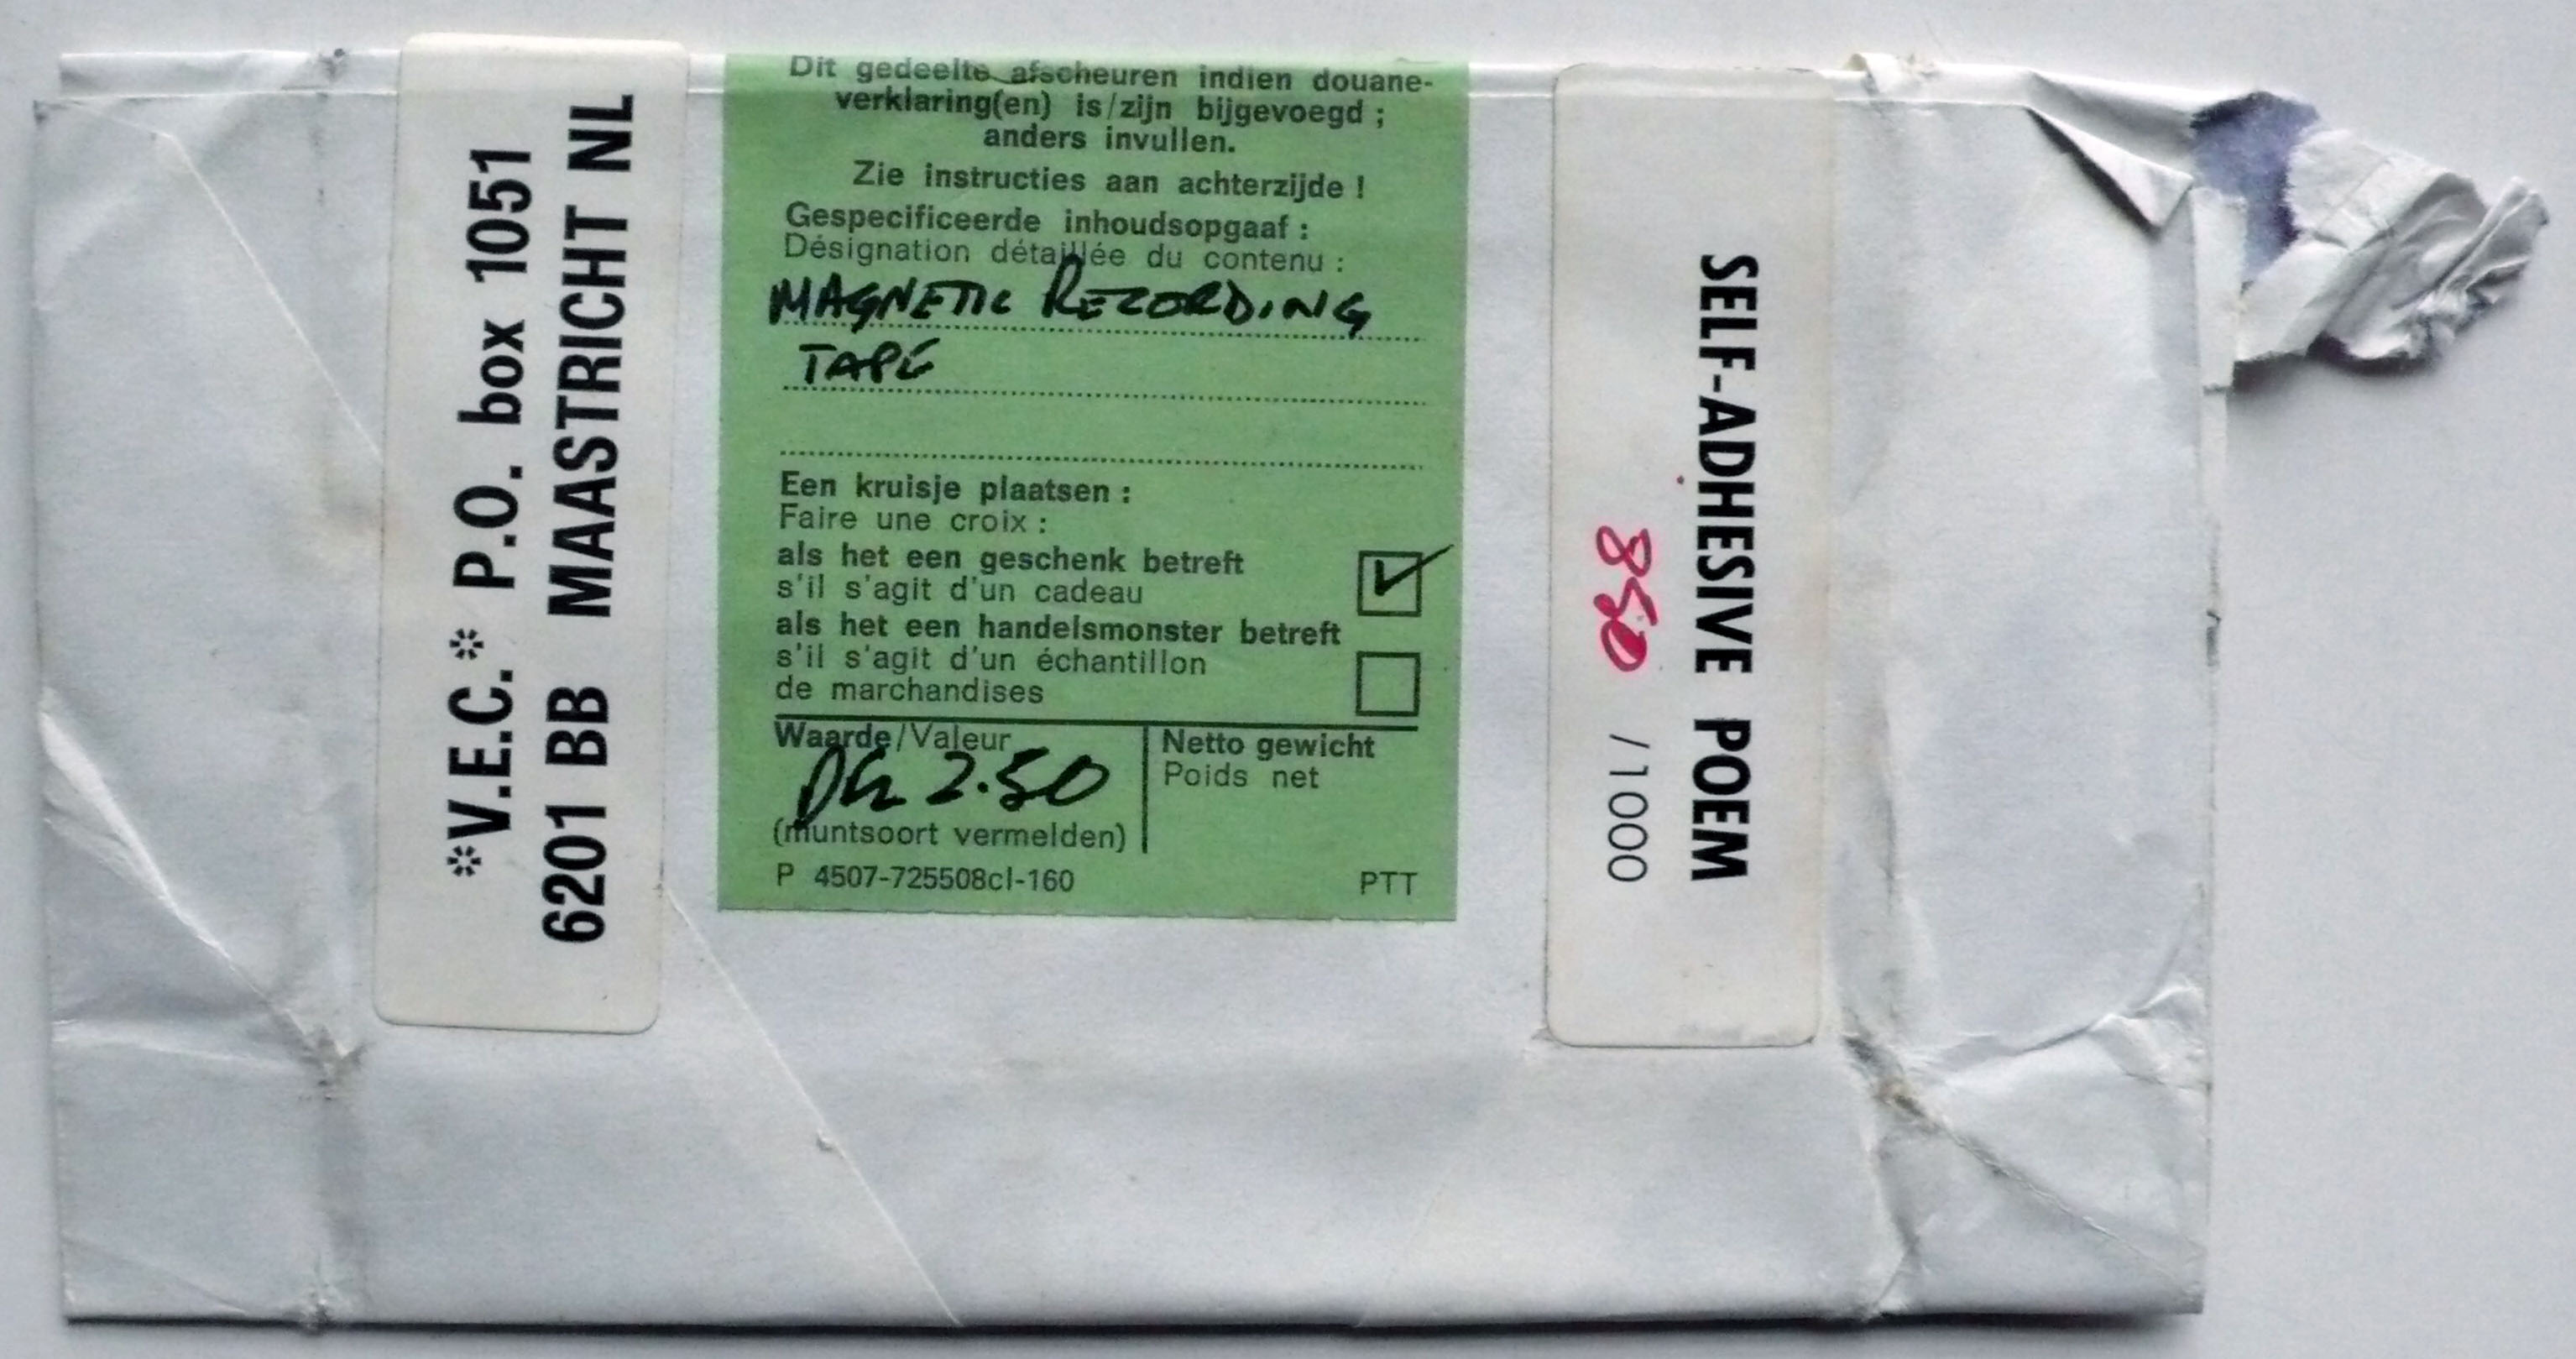 *V.E.C.* P.O. box 1051
6201 BB MAASTRICHT NL
Dit gedeelte afscheuren indien douane-
verklaring(en) is/zijn bijgevoegd ;
anders invullen.
Zie instructies aan achterzijde !
Gespecificeerde inhoudsopgaaf :
Désignation détaillée du contenu :
MAGNETIC RECORDING
TAPE
Een kruisje plaatsen :
Faire une croix :
als het een geschenk betreft
s'il s'agit d'un cadeau
als het een handelsmonster betreft
s'il s'agit d'un échantillon
de marchandises
Waarde/Valeur
2.50
(muntsoort vermelden)
Netto gewicht
Poids net
P 4507-725508cl-160
PTT
SELF-ADHESIVE POEM
850 /1000